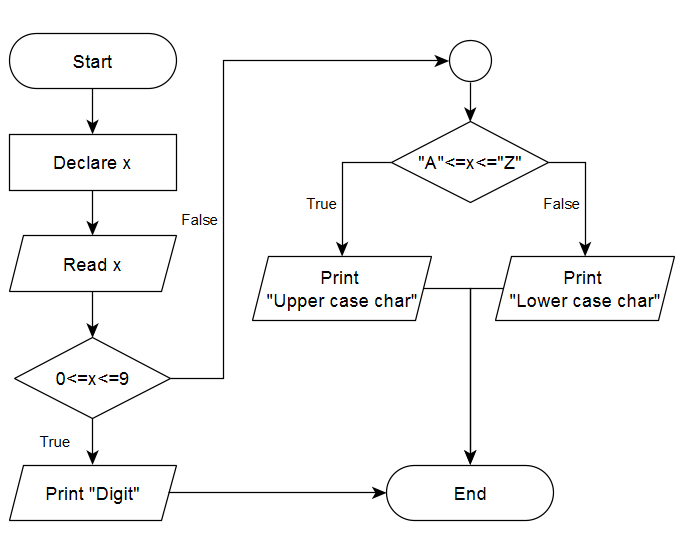 Start
Declare x
Read x
0<=x<=9
True
Print "Digit"
False
"A"<=x<="Z"
True
False
Print
"Upper case char"
Print
"Lower case char"
End